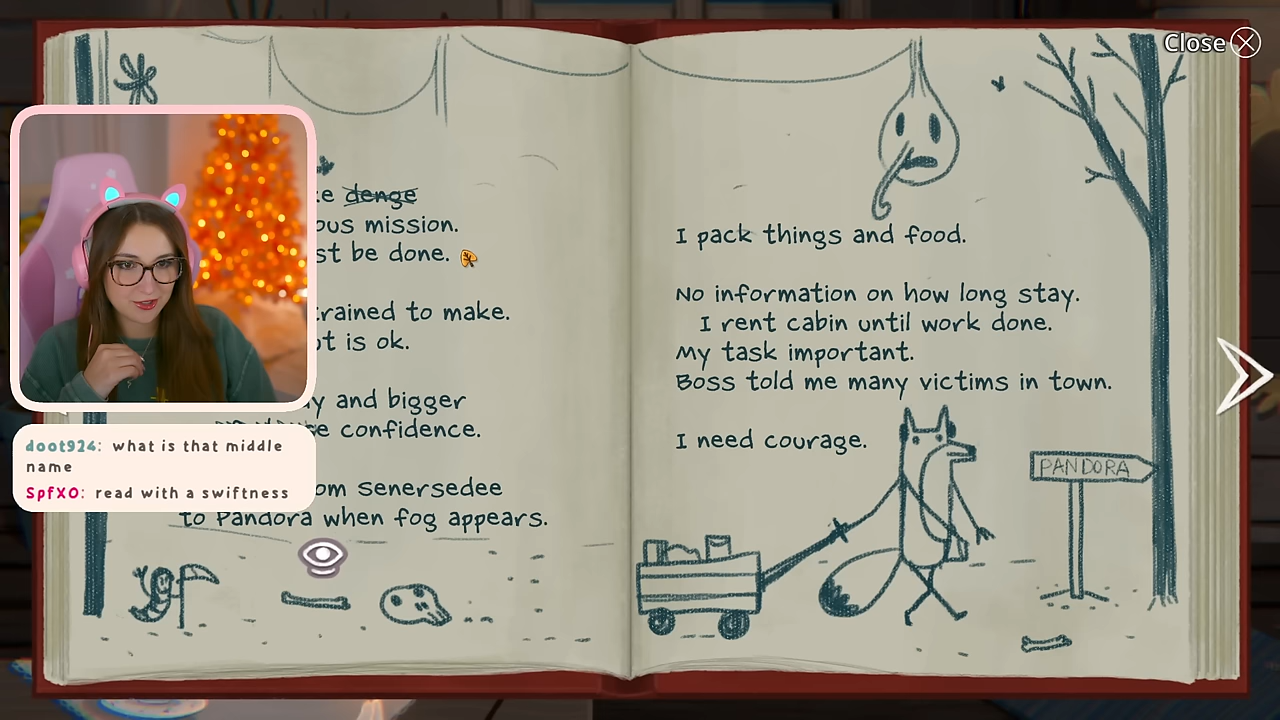 Close
denge
ous mission.
st be done.
trained to make.
t is ok.
y and bigger
e confidence.
om Senersedee
to Pandora when fog appears.
I pack things and food.
No information on how long stay.
I rent cabin until work done.
My task important.
Boss told me many victims in town.
I need courage.
PANDORA
doot924: what is that middle
name
SpfXO: read with a swiftness